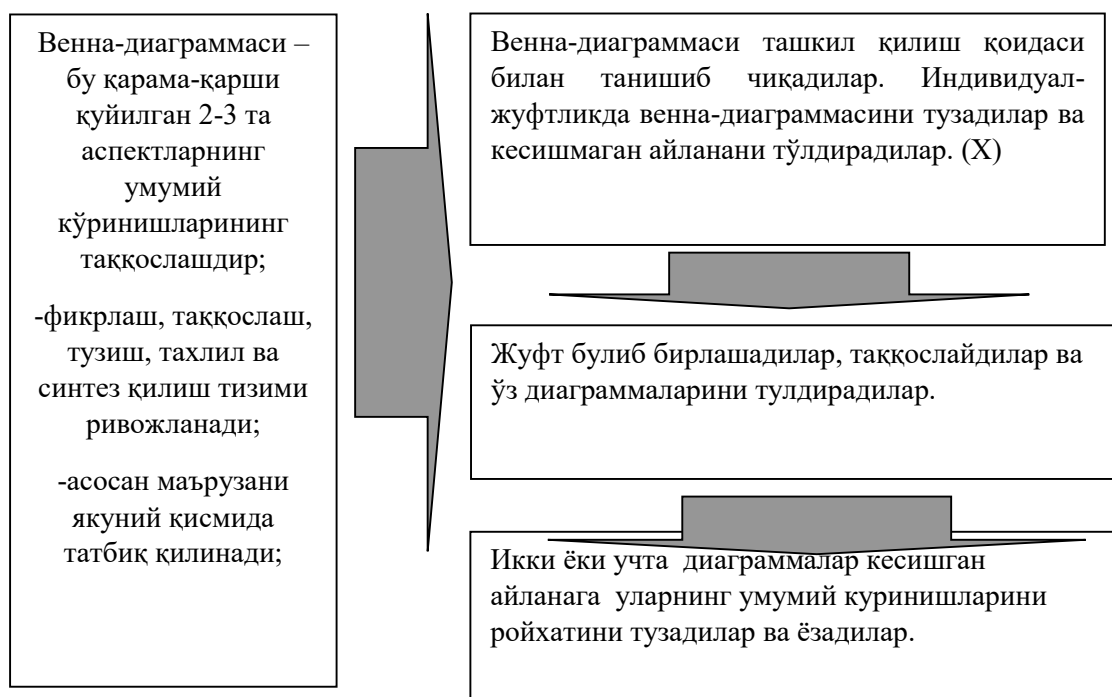 Венна-диаграммаси –
бу қарама-қарши
қуйилган 2-3 та
аспектларнинг
умумий
кўринишларининг
таққослашдир;
-фикрлаш, таққослаш,
тузиш, тахлил ва
синтез қилиш тизими
ривожланади;
-асосан маърузани
якуний қисмида
татбиқ қилинади;
Венна-диаграммаси ташкил қилиш қоидаси
билан танишиб чиқадилар. Индивидуал-
жуфтликда венна-диаграммасини тузадилар ва
кесишмаган айланани тўлдирадилар. (Х)
Жуфт булиб бирлашадилар, таққослайдилар ва
ўз диаграммаларини тулдирадилар.
Икки ёки учта диаграммалар кесишган
айланага уларнинг умумий куринишларини
ройхатини тузадилар ва ёзадилар.